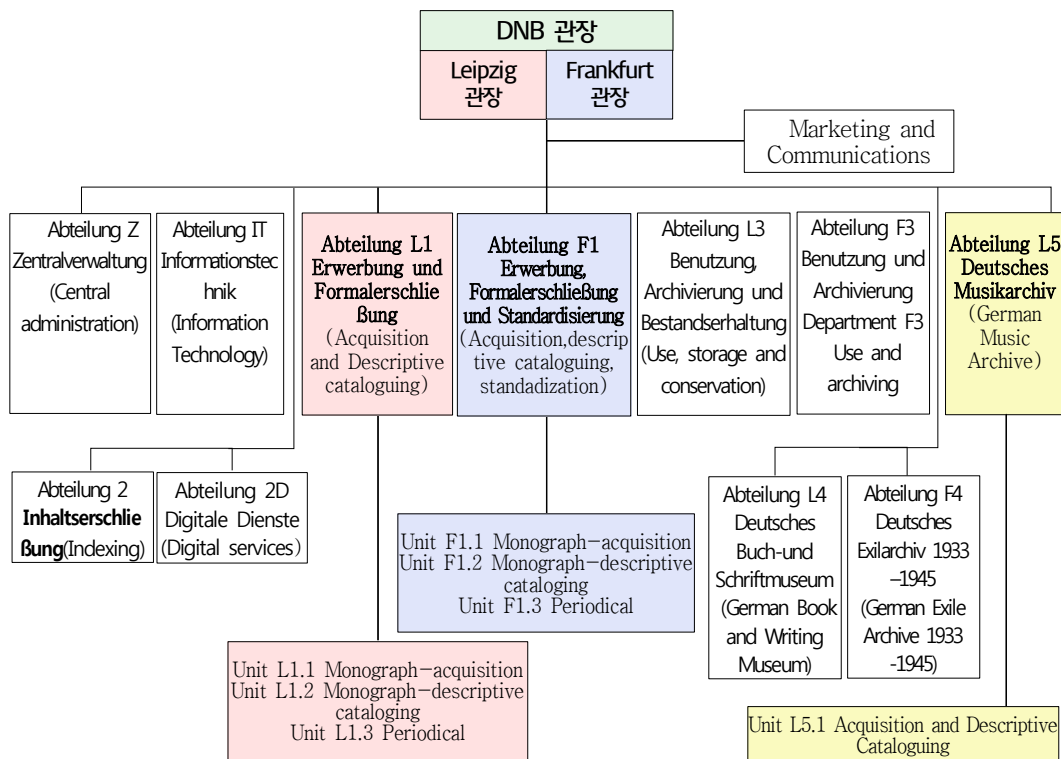 DNB 관장
Leipzig
관장
Frankfurt
관장
Marketing and
Communications
Abteilung Z
Zentralverwaltung
(Central
administration)
Abteilung IT
Informationstec
hnik
(Information
Technology)
Abteilung L1
Erwerbung und
Formalerschlie
ßung
(Acquisition
and Descriptive
cataloguing)
Abteilung F1
Erwerbung,
Formalerschließung
und Standardisierung
(Acquisition,descrip
tive cataloguing,
standadization)
Abteilung L3
Benutzung,
Archivierung und
Bestandserhaltung
(Use, storage and
conservation)
Abteilung F3
Benutzung und
Archivierung
Department F3
Use and
archiving
Abteilung L5
Deutsches
Musikarchiv
(German
Music
Archive)
Abteilung 2
Inhaltserschlie
ßung(Indexing)
Abteilung 2D
Digitale Dienste
(Digital services)
Abteilung L4
Deutsches
Buch-und
Schriftmuseum
(German Book
and Writing
Museum)
Abteilung F4
Deutsches
Exilarchiv 1933
-1945
(German Exile
Archive 1933
-1945)
Unit F1.1 Monograph-acquisition
Unit F1.2 Monograph-descriptive
cataloging
Unit F1.3 Periodical
Unit L1.1 Monograph-acquisition
Unit L1.2 Monograph-descriptive
cataloging
Unit L1.3 Periodical
Unit L5.1 Acquisition and Descriptive
Cataloguing